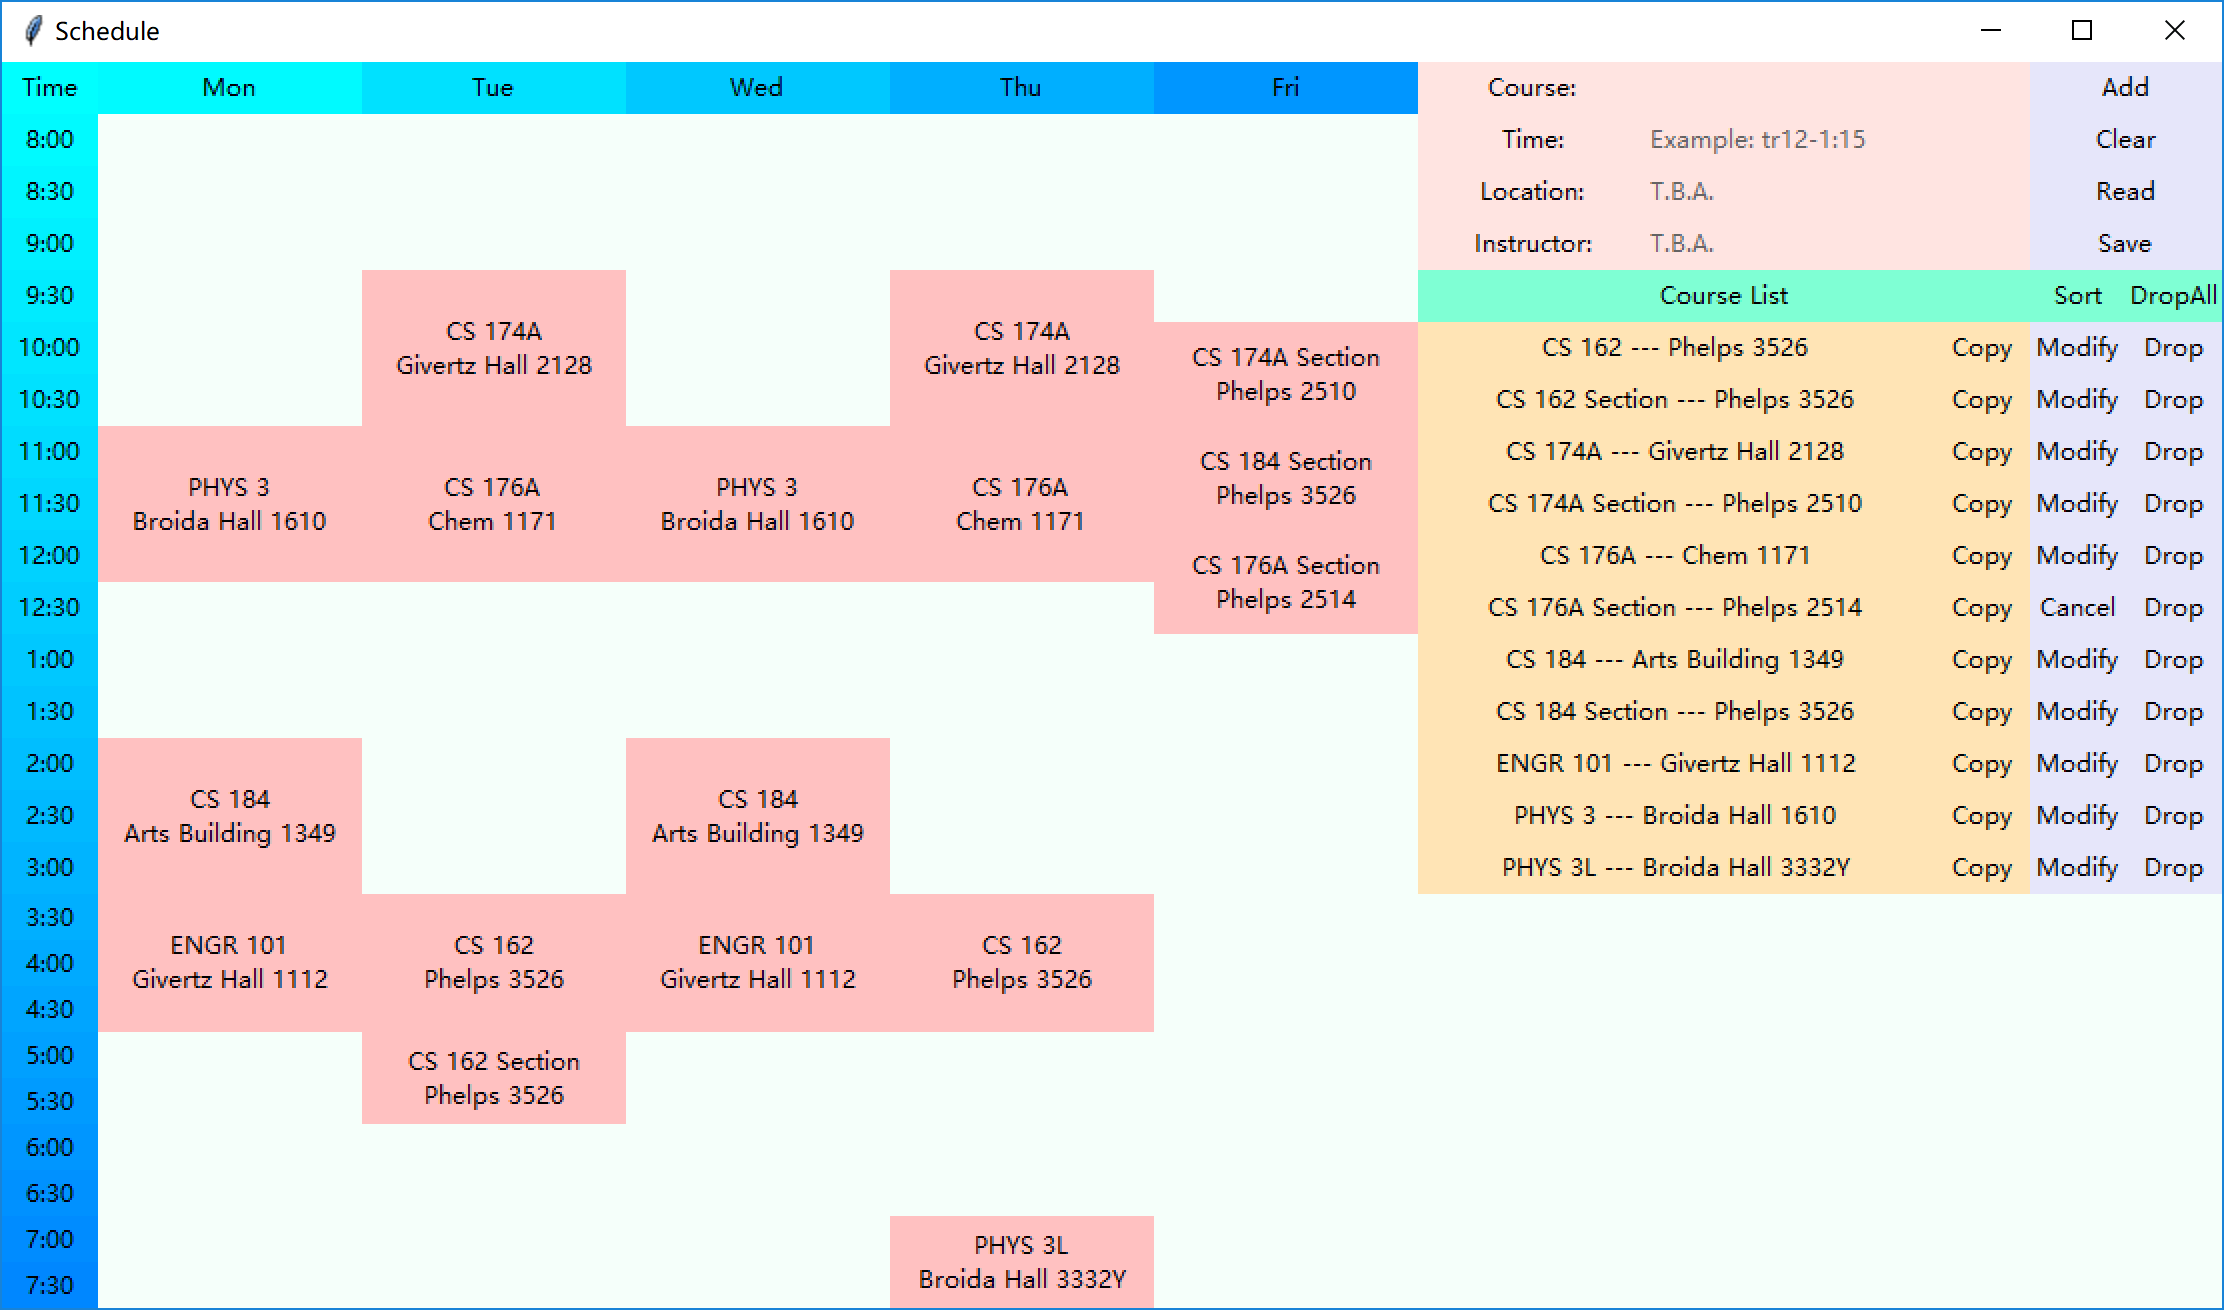 Schedule
Time Mon Tue Wed Thu Fri
8:00
8:30
9:00
9:30
10:00
10:30
11:00
11:30
12:00
12:30
1:00
1:30
2:00
2:30
3:00
3:30
4:00
4:30
5:00
5:30
6:00
6:30
7:00
7:30
PHYS 3
Broida Hall 1610
CS 184
Arts Building 1349
ENGR 101
Givertz Hall 1112
CS 174A
Givertz Hall 2128
CS 176A
Chem 1171
CS 162
Phelps 3526
CS 162 Section
Phelps 3526
PHYS 3
Broida Hall 1610
CS 184
Arts Building 1349
ENGR 101
Givertz Hall 1112
CS 174A
Givertz Hall 2128
CS 176A
Chem 1171
CS 162
Phelps 3526
PHYS 3L
Broida Hall 3332Y
CS 174A Section
Phelps 2510
CS 184 Section
Phelps 3526
CS 176A Section
Phelps 2514
Course: Add
Time: Example: tr12-1:15 Clear
Location: T.B.A. Read
Instructor: T.B.A. Save
Course List Sort DropAll
CS 162 --- Phelps 3526 Copy Modify Drop
CS 162 Section --- Phelps 3526 Copy Modify Drop
CS 174A --- Givertz Hall 2128 Copy Modify Drop
CS 174A Section --- Phelps 2510 Copy Modify Drop
CS 176A --- Chem 1171 Copy Modify Drop
CS 176A Section --- Phelps 2514 Copy Cancel Drop
CS 184 --- Arts Building 1349 Copy Modify Drop
CS 184 Section --- Phelps 3526 Copy Modify Drop
ENGR 101 --- Givertz Hall 1112 Copy Modify Drop
PHYS 3 --- Broida Hall 1610 Copy Modify Drop
PHYS 3L --- Broida Hall 3332Y Copy Modify Drop